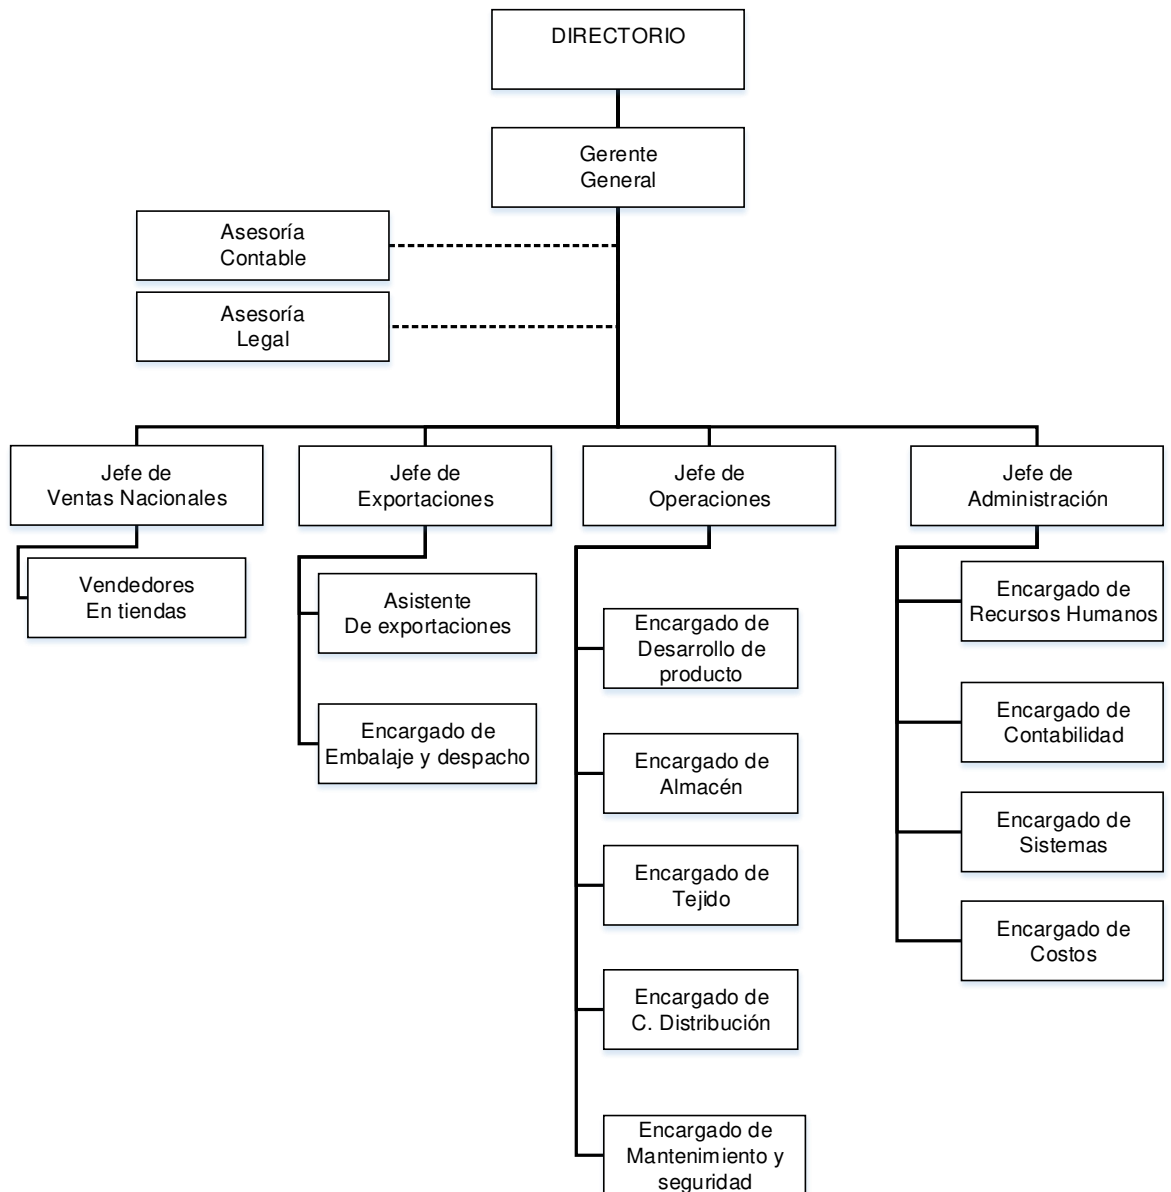 DIRECTORIO
Gerente
General
Asesoría
Contable
Asesoría
Legal
Jefe de
Ventas Nacionales
Jefe de
Exportaciones
Jefe de
Operaciones
Jefe de
Administración
Vendedores
En tiendas
Asistente
De exportaciones
Encargado de
Embalaje y despacho
Encargado de
Desarrollo de
producto
Encargado de
Almacén
Encargado de
Tejido
Encargado de
C. Distribución
Encargado de
Mantenimiento y
seguridad
Encargado de
Recursos Humanos
Encargado de
Contabilidad
Encargado de
Sistemas
Encargado de
Costos